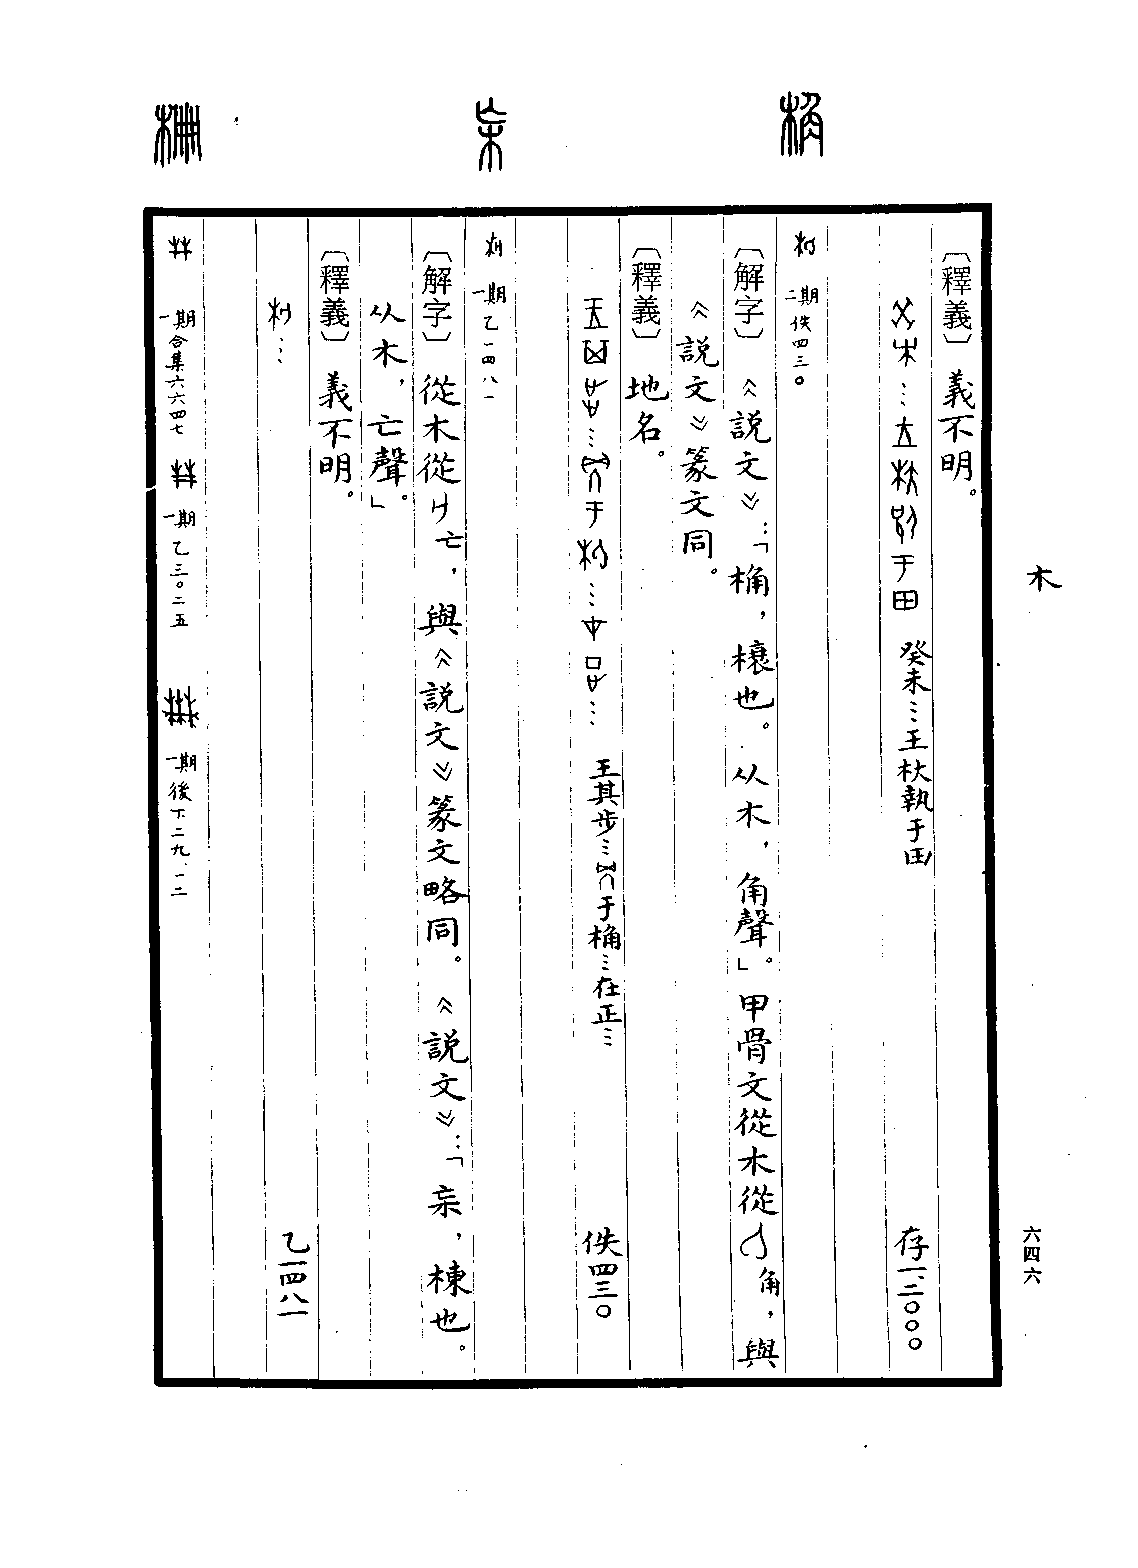 木
六四六
〔釋義〕義不明。
…于田 癸未…王杕執于田 存一、二〇〇〇
二期 佚四三〇
〔解字〕《說文》：「桷，榱也。从木，角聲。」甲骨文從木從角，與
《說文》篆文同。
〔釋義〕地名。
…于…王其步…于桷…在正… 佚四三〇
一期 乙一四八一
〔解字〕從木從亡，與《說文》篆文略同。《說文》：「杗，棟也。
从木，亡聲。」
〔釋義〕義不明。
… 乙一四八一
一期 合集六六四七 一期 乙三〇二五 一期 後下二九·一二